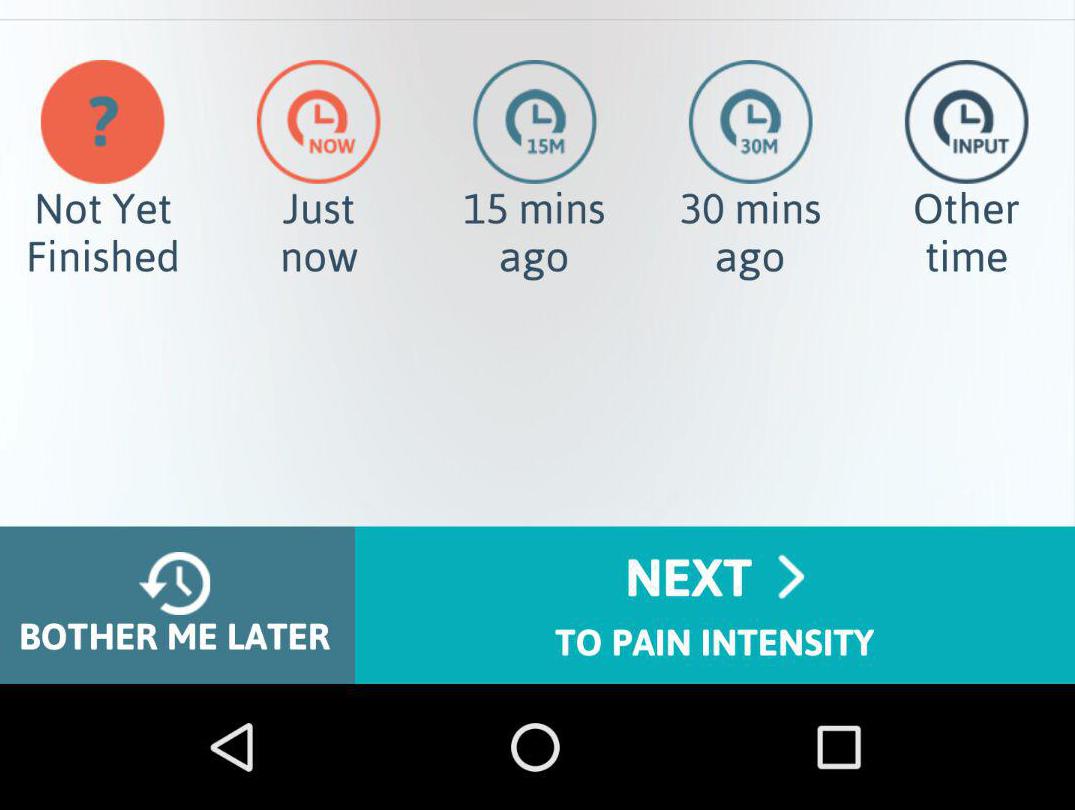 ?
NOW
15M
30M
INPUT
Not Yet
Finished
Just
now
15 mins
ago
30 mins
ago
Other
time
BOTHER ME LATER
NEXT >
TO PAIN INTENSITY